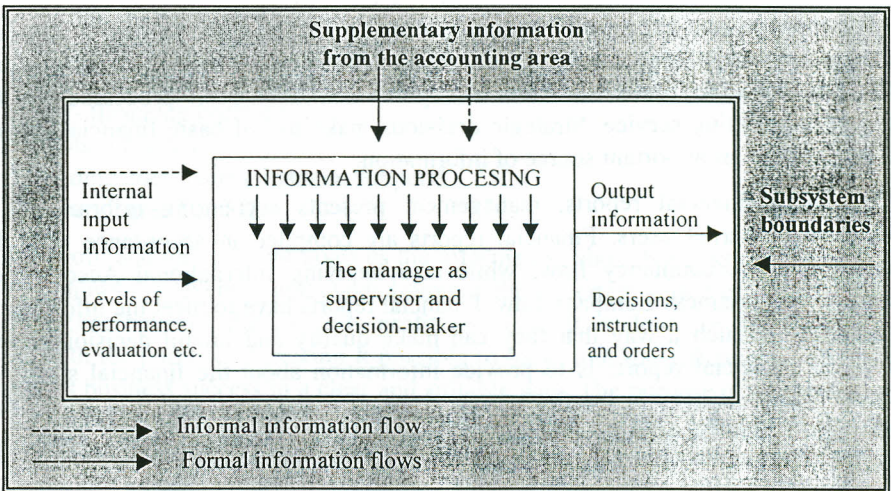 Supplementary information
from the accounting area
INFORMATION PROCESING
Internal
Input
information
Levels of
performance,
evaluation etc.
The manager as
supervisor and
decision-maker
Output
information
Decisions,
instruction
and orders
Subsystem
boundaries
Informal information flow
Formal information flows